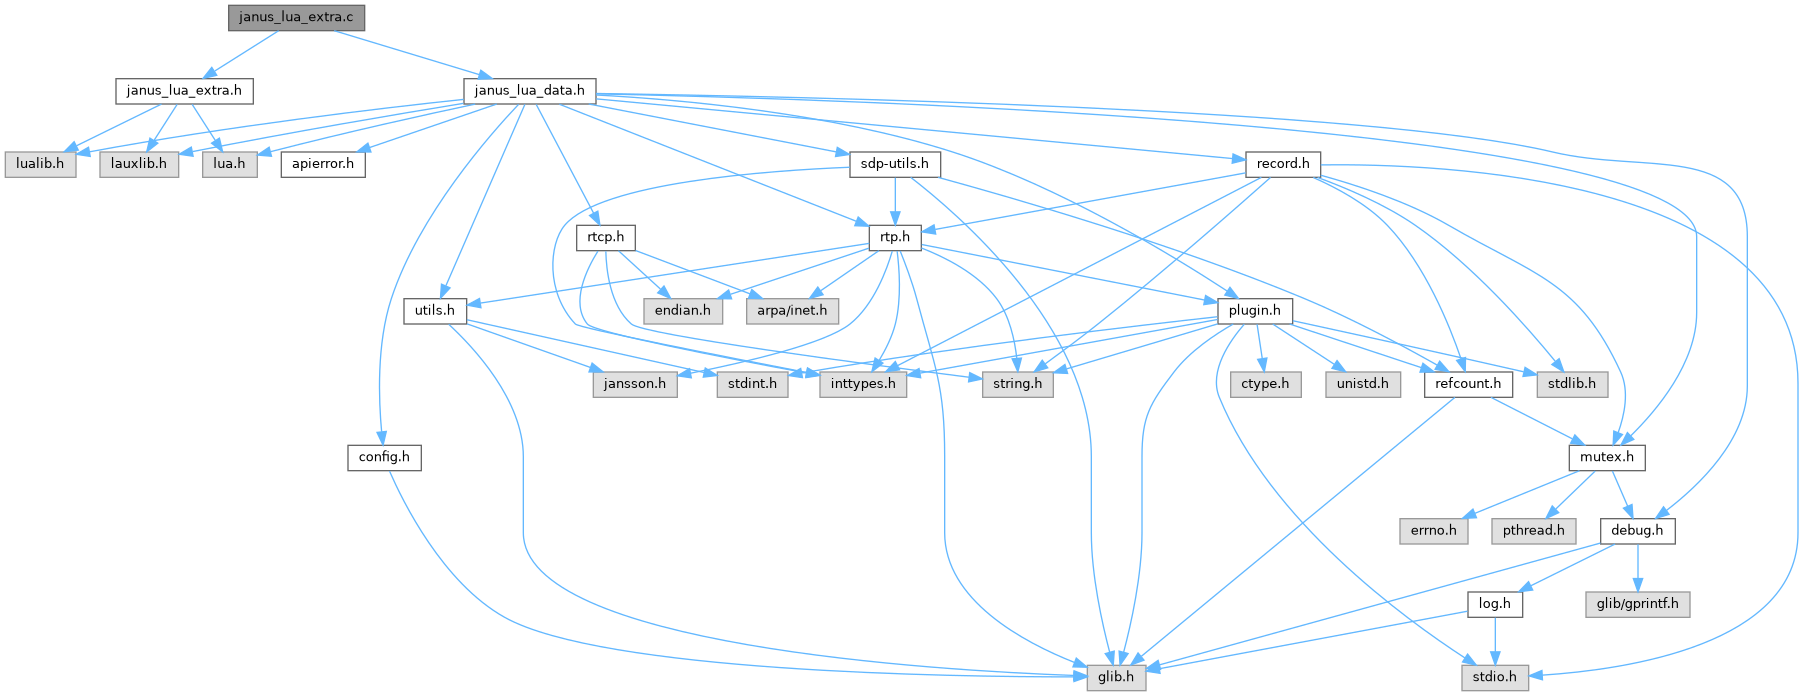 janus_lua_extra.c
janus_lua_extra.h
janus_lua_data.h
lualib.h
lauxlib.h
lua.h
apierror.h
sdp-utils.h
record.h
rtcp.h
rtp.h
utils.h
endian.h
arpa/inet.h
plugin.h
jansson.h
stdint.h
inttypes.h
string.h
ctype.h
unistd.h
refcount.h
stdlib.h
config.h
mutex.h
errno.h
pthread.h
debug.h
log.h
glib/gprintf.h
glib.h
stdio.h